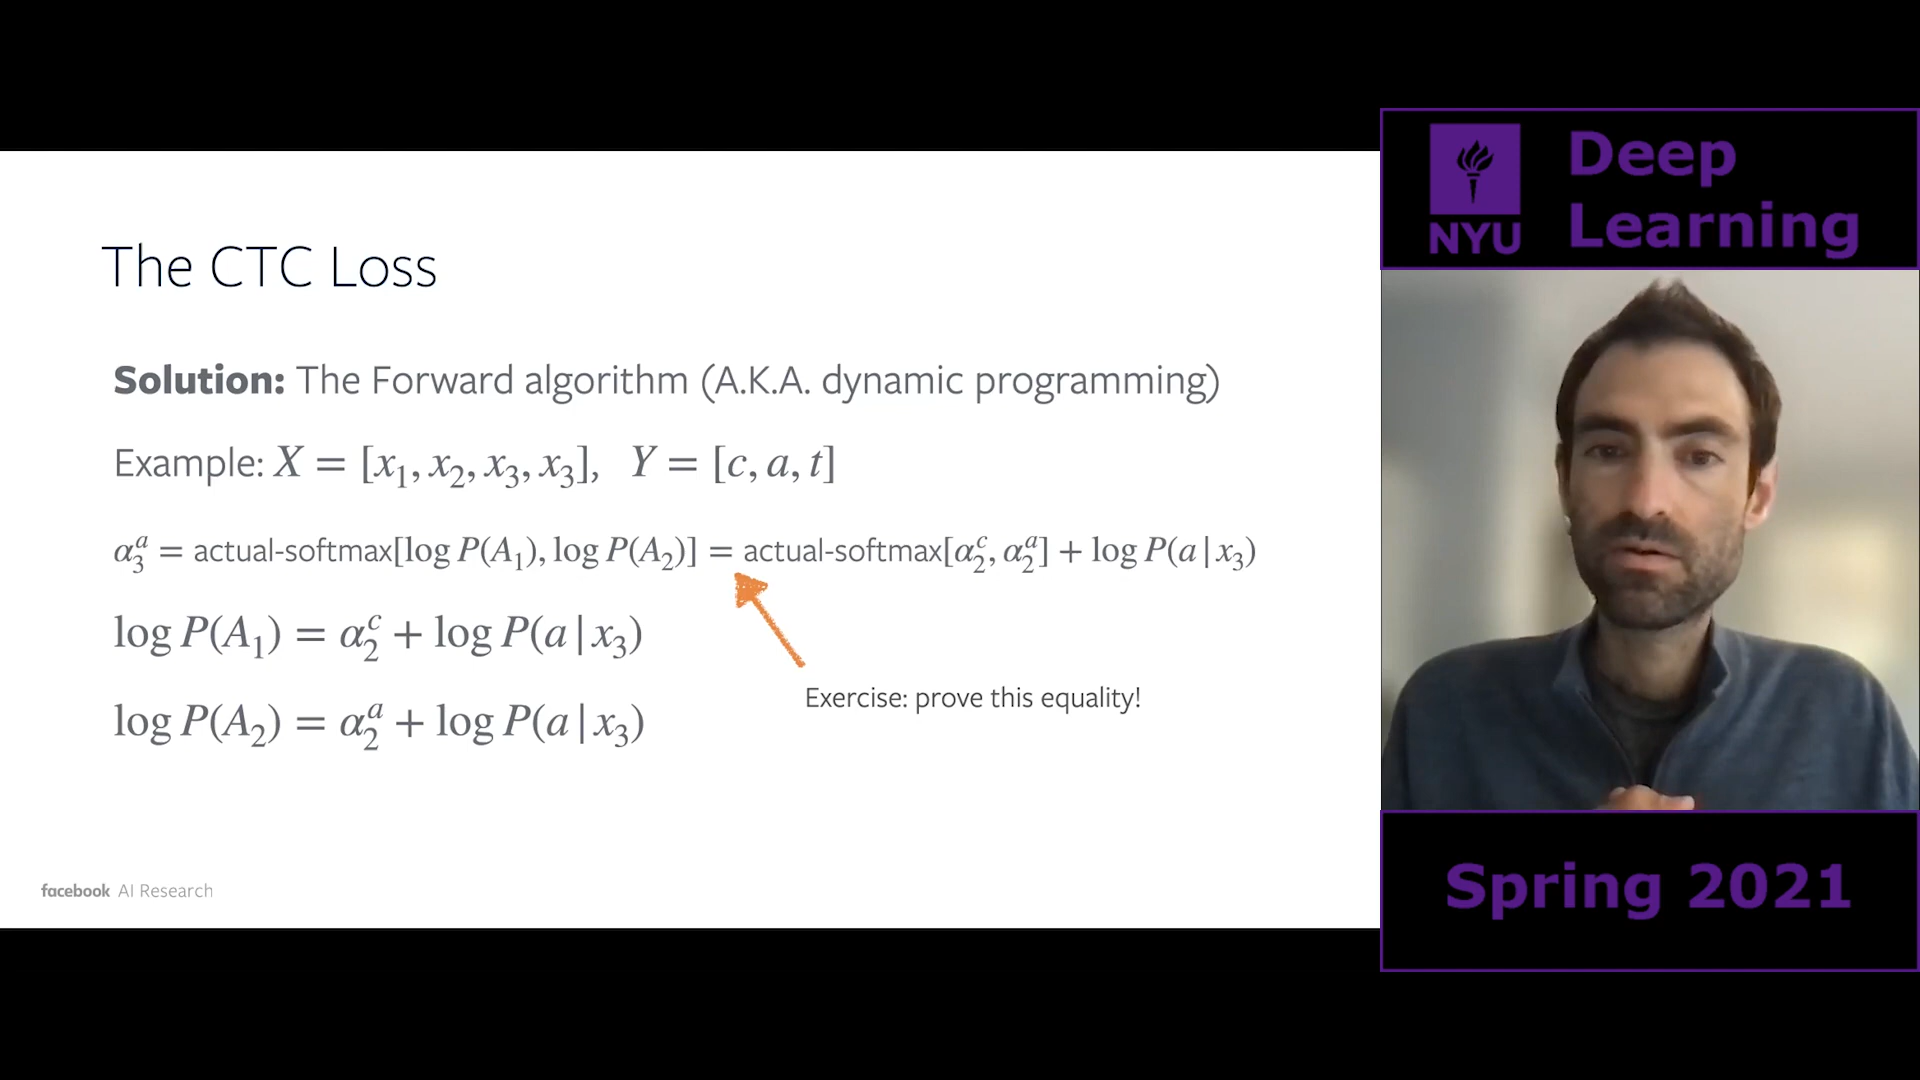 The CTC Loss
Solution: The Forward algorithm (A.K.A. dynamic programming)
Example: X = [x₁, x₂, x₃, x₃], Y = [c, a, t]
α₃ᵃ = actual-softmax[log P(A₁), log P(A₂)] = actual-softmax[α₂ᶜ, α₂ᵃ] + log P(a | x₃)
log P(A₁) = α₂ᶜ + log P(a | x₃)
log P(A₂) = α₂ᵃ + log P(a | x₃)
Exercise: prove this equality!
facebook AI Research
NYU
Deep
Learning
Spring 2021